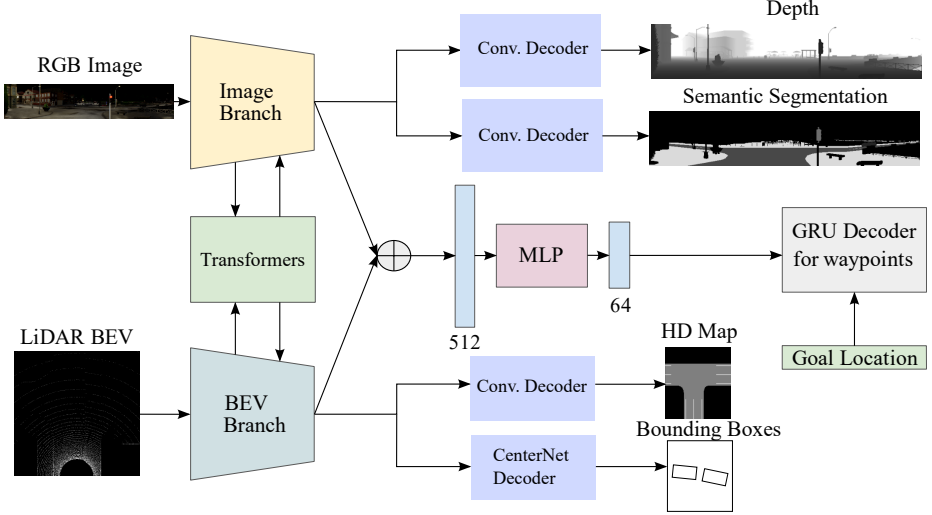 Depth
RGB Image
Image
Branch
Conv. Decoder
Semantic Segmentation
Conv. Decoder
Transformers
MLP
GRU Decoder
for waypoints
64
512
LiDAR BEV
HD Map
Goal Location
BEV
Branch
Conv. Decoder
Bounding Boxes
CenterNet
Decoder